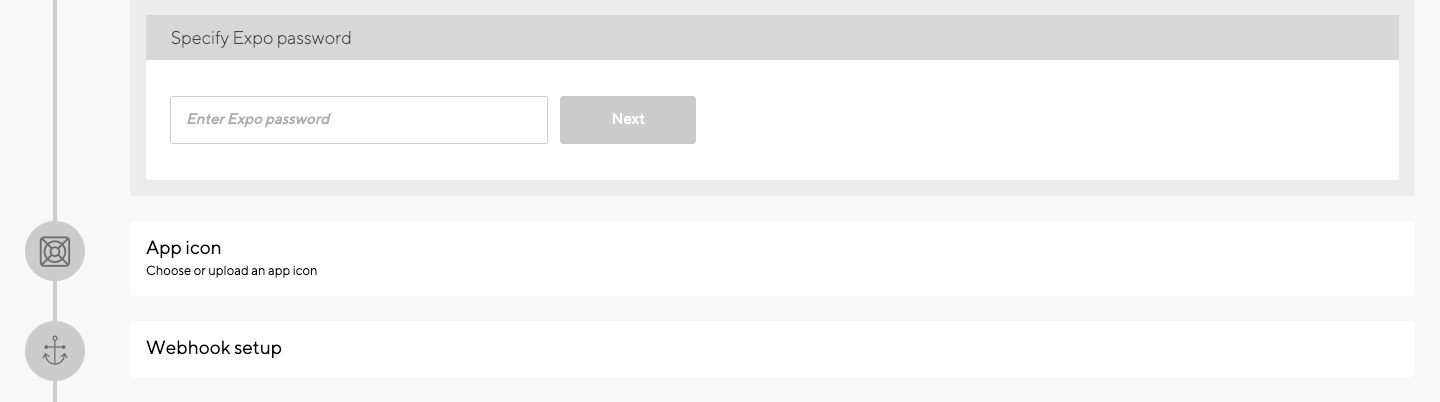 Specify Expo password
Enter Expo password
Next
App icon
Choose or upload an app icon
Webhook setup